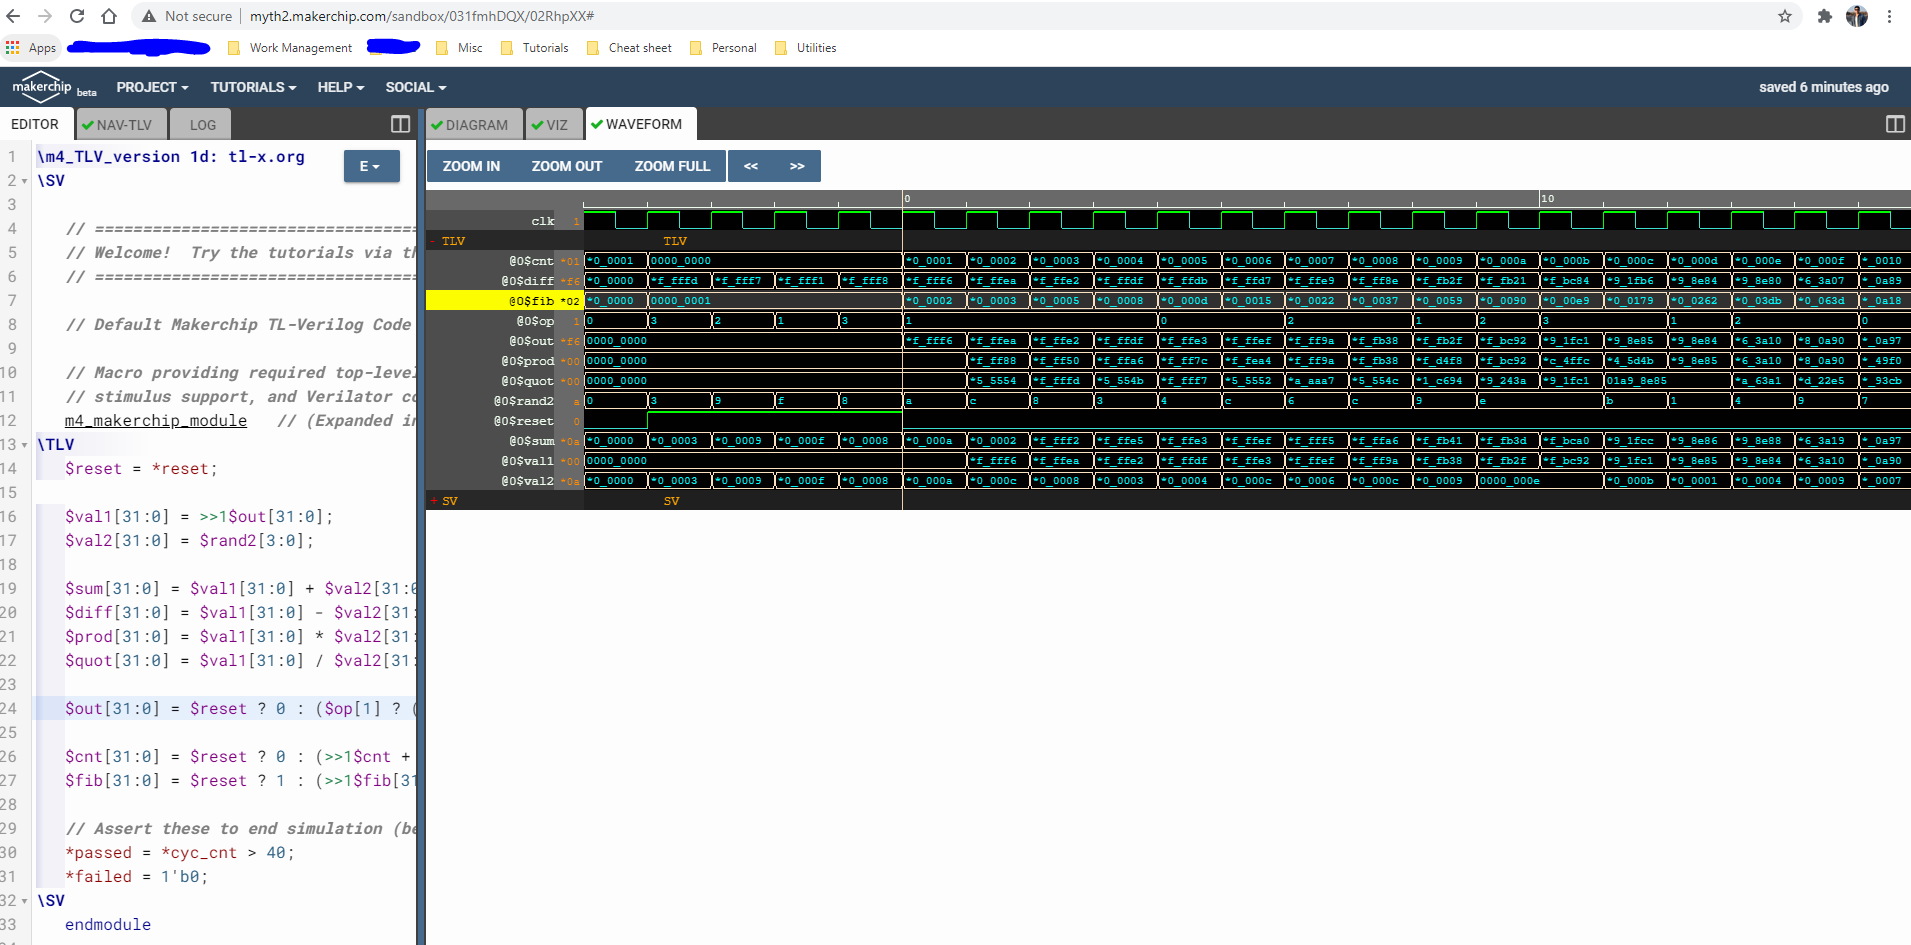 Not secure | myth2.makerchip.com/sandbox/031fmhDQX/02RhpXX#
Apps Work Management Misc Tutorials Cheat sheet Personal Utilities
makerchip beta PROJECT TUTORIALS HELP SOCIAL saved 6 minutes ago
EDITOR NAV-TLV LOG DIAGRAM VIZ WAVEFORM
E
ZOOM IN ZOOM OUT ZOOM FULL << >>
1 \m4_TLV_version 1d: tl-x.org
2 \SV
3
4 // ==================================
5 // Welcome!  Try the tutorials via th
6 // ==================================
7
8 // Default Makerchip TL-Verilog Code
9
10 // Macro providing required top-level
11 // stimulus support, and Verilator co
12 m4_makerchip_module   // (Expanded in
13 \TLV
14 $reset = *reset;
15
16 $val1[31:0] = >>1$out[31:0];
17 $val2[31:0] = $rand2[3:0];
18
19 $sum[31:0] = $val1[31:0] + $val2[31:0
20 $diff[31:0] = $val1[31:0] - $val2[31:
21 $prod[31:0] = $val1[31:0] * $val2[31:
22 $quot[31:0] = $val1[31:0] / $val2[31:
23
24 $out[31:0] = $reset ? 0 : ($op[1] ? (
25
26 $cnt[31:0] = $reset ? 0 : (>>1$cnt +
27 $fib[31:0] = $reset ? 1 : (>>1$fib[31
28
29 // Assert these to end simulation (be
30 *passed = *cyc_cnt > 40;
31 *failed = 1'b0;
32 \SV
33 endmodule
0 10
clk 1
- TLV TLV
@0$cnt *01 *0_0001 0000_0000 *0_0001 *0_0002 *0_0003 *0_0004 *0_0005 *0_0006 *0_0007 *0_0008 *0_0009 *0_000a *0_000b *0_000c *0_000d *0_000e *0_000f *_0010
@0$diff *f6 *0_0000 *f_fffd *f_fff7 *f_fff1 *f_fff8 *f_fff6 *f_ffea *f_ffe2 *f_ffdf *f_ffdb *f_ffd7 *f_ffe9 *f_ff8e *f_fb2f *f_fb21 *f_bc84 *9_1fb6 *9_8e84 *9_8e80 *6_3a07 *_0a89
@0$fib *02 *0_0000 0000_0001 *0_0002 *0_0003 *0_0005 *0_0008 *0_000d *0_0015 *0_0022 *0_0037 *0_0059 *0_0090 *0_00e9 *0_0179 *0_0262 *0_03db *0_063d *_0a18
@0$op 1 0 3 2 1 3 1 0 2 1 2 3 1 2 0
@0$out *f6 0000_0000 *f_fff6 *f_ffea *f_ffe2 *f_ffdf *f_ffe3 *f_ffef *f_ff9a *f_fb38 *f_fb2f *f_bc92 *9_1fc1 *9_8e85 *9_8e84 *6_3a10 *8_0a90 *_0a97
@0$prod *00 0000_0000 *f_ff88 *f_ff50 *f_ffa6 *f_ff7c *f_fea4 *f_ff9a *f_fb38 *f_d4f8 *f_bc92 *c_4ffc *4_5d4b *9_8e85 *6_3a10 *8_0a90 *_49f0
@0$quot *00 0000_0000 *5_5554 *f_fffd *5_554b *f_fff7 *5_5552 *a_aaa7 *5_554c *1_c694 *9_243a *9_1fc1 01a9_8e85 *a_63a1 *d_22e5 *_93cb
@0$rand2 a 0 3 9 f 8 a c 8 3 4 c 6 c 9 e b 1 4 9 7
@0$reset 0
@0$sum *0a *0_0000 *0_0003 *0_0009 *0_000f *0_0008 *0_000a *0_0002 *f_fff2 *f_ffe5 *f_ffe3 *f_ffef *f_fff5 *f_ffa6 *f_fb41 *f_fb3d *f_bca0 *9_1fcc *9_8e86 *9_8e88 *6_3a19 *_0a97
@0$val1 *00 0000_0000 *f_fff6 *f_ffea *f_ffe2 *f_ffdf *f_ffe3 *f_ffef *f_ff9a *f_fb38 *f_fb2f *f_bc92 *9_1fc1 *9_8e85 *9_8e84 *6_3a10 *_0a90
@0$val2 *0a *0_0000 *0_0003 *0_0009 *0_000f *0_0008 *0_000a *0_000c *0_0008 *0_0003 *0_0004 *0_000c *0_0006 *0_000c *0_0009 0000_000e *0_000b *0_0001 *0_0004 *0_0009 *_0007
+ SV SV